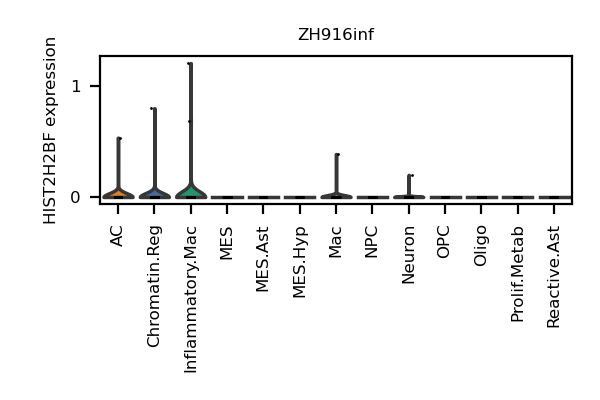 ZH916inf
HIST2H2BF expression
1
0
AC
Chromatin.Reg
Inflammatory.Mac
MES
MES.Ast
MES.Hyp
Mac
NPC
Neuron
OPC
Oligo
Prolif.Metab
Reactive.Ast